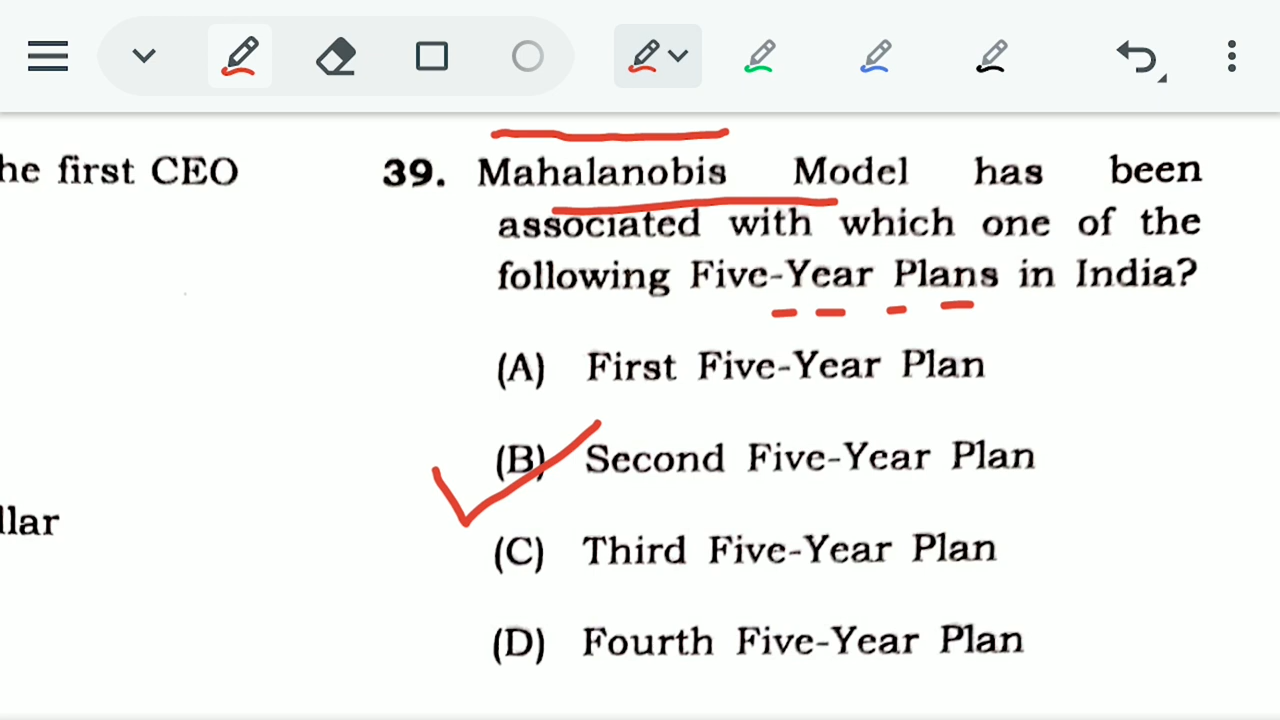 he first CEO
39. Mahalanobis Model has been
associated with which one of the
following Five-Year Plans in India?
(A) First Five-Year Plan
(B) Second Five-Year Plan
llar
(C) Third Five-Year Plan
(D) Fourth Five-Year Plan